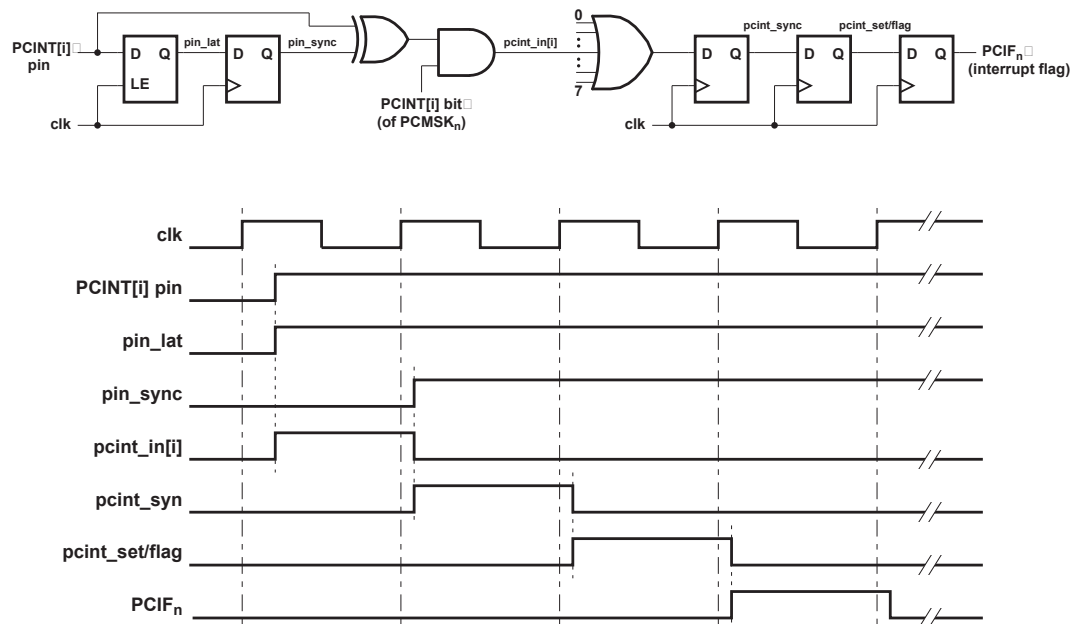 PCINT[i]
pin
clk
D Q
LE
pin_lat
D Q
pin_sync
PCINT[i] bit
(of PCMSKn)
pcint_in[i]
0
7
clk
D Q
pcint_sync
D Q
pcint_set/flag
D Q
PCIFn
(interrupt flag)
clk
PCINT[i] pin
pin_lat
pin_sync
pcint_in[i]
pcint_syn
pcint_set/flag
PCIFn